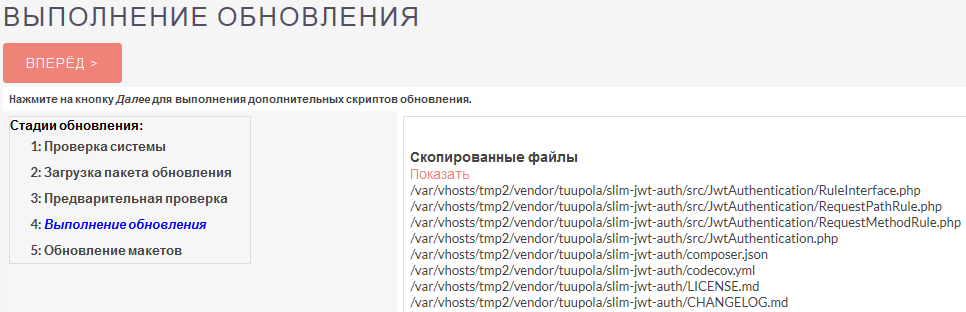 ВЫПОЛНЕНИЕ ОБНОВЛЕНИЯ
ВПЕРЁД >
Нажмите на кнопку Далее для выполнения дополнительных скриптов обновления.
Стадии обновления:
1: Проверка системы
2: Загрузка пакета обновления
3: Предварительная проверка
4: Выполнение обновления
5: Обновление макетов
Скопированные файлы
Показать
/var/vhosts/tmp2/vendor/tuupola/slim-jwt-auth/src/JwtAuthentication/RuleInterface.php
/var/vhosts/tmp2/vendor/tuupola/slim-jwt-auth/src/JwtAuthentication/RequestPathRule.php
/var/vhosts/tmp2/vendor/tuupola/slim-jwt-auth/src/JwtAuthentication/RequestMethodRule.php
/var/vhosts/tmp2/vendor/tuupola/slim-jwt-auth/src/JwtAuthentication.php
/var/vhosts/tmp2/vendor/tuupola/slim-jwt-auth/composer.json
/var/vhosts/tmp2/vendor/tuupola/slim-jwt-auth/codecov.yml
/var/vhosts/tmp2/vendor/tuupola/slim-jwt-auth/LICENSE.md
/var/vhosts/tmp2/vendor/tuupola/slim-jwt-auth/CHANGELOG.md